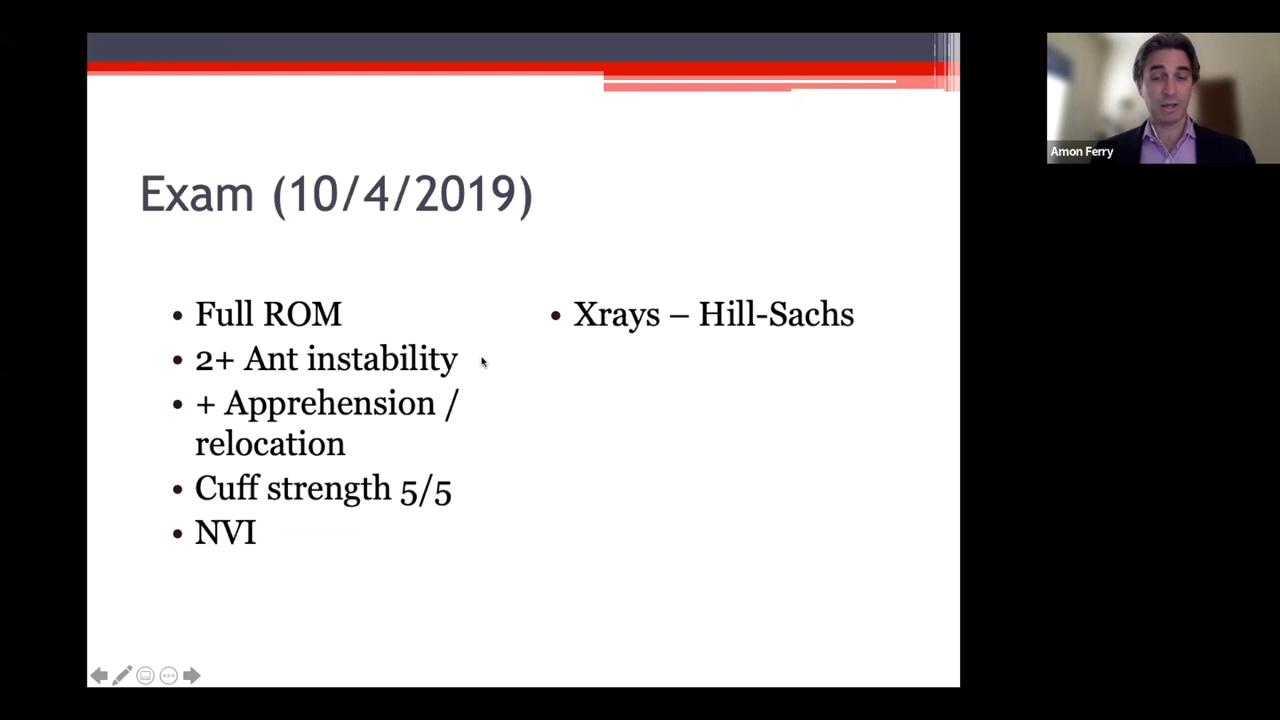 Exam (10/4/2019)
• Full ROM
• 2+ Ant instability
• + Apprehension /
relocation
• Cuff strength 5/5
• NVI
• Xrays – Hill-Sachs
Amon Ferry